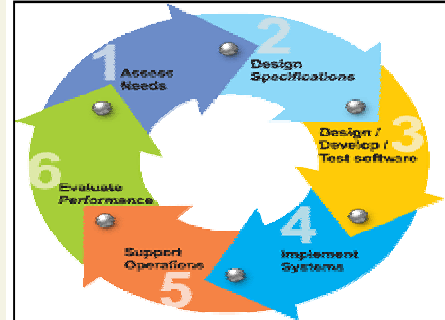 1
Assess
Needs
2
Design
Specifications
3
Design /
Develop /
Test software
4
Implement
Systems
5
Support
Operations
6
Evaluate
Performance